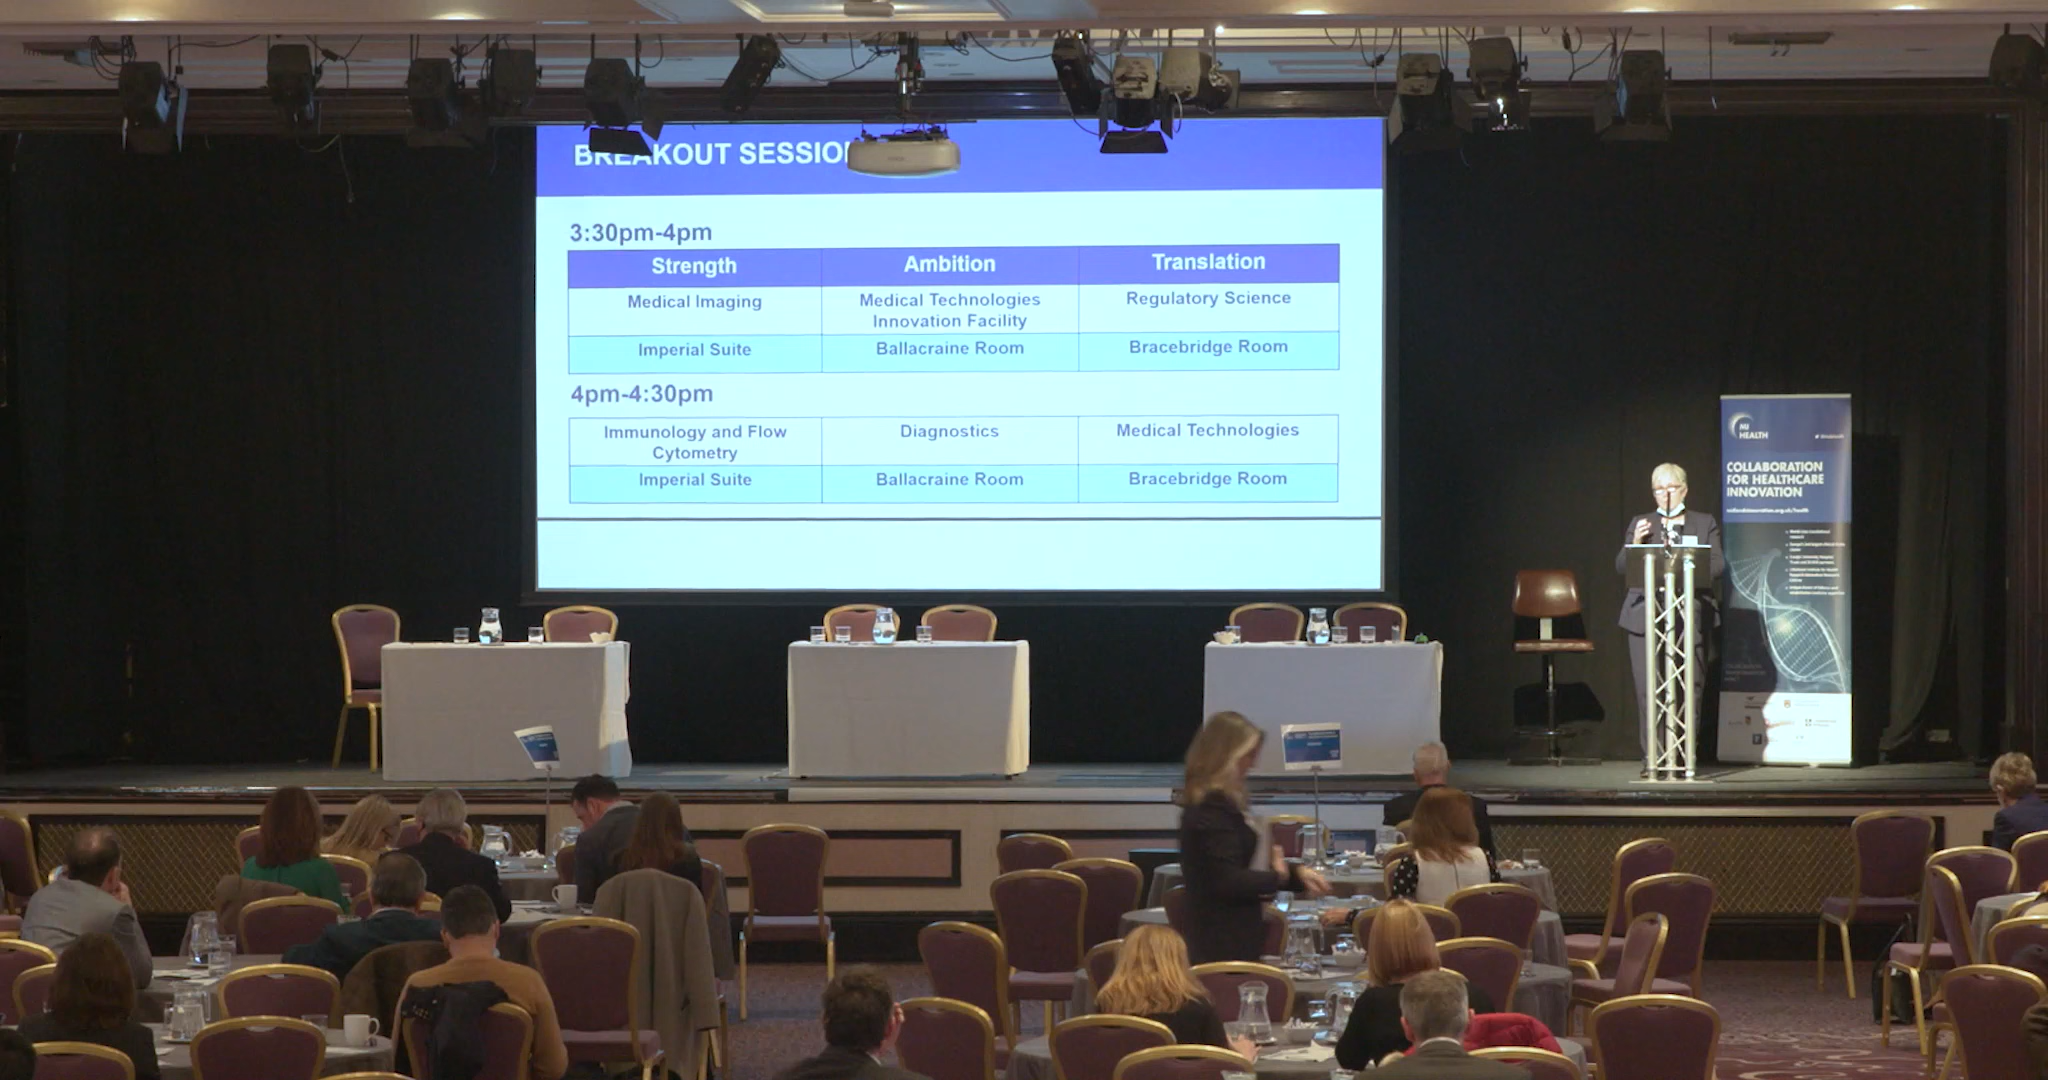 BREAKOUT SESSION
3:30pm-4pm
Strength Ambition Translation
Medical Imaging Medical Technologies Innovation Facility Regulatory Science
Imperial Suite Ballacraine Room Bracebridge Room
4pm-4:30pm
Immunology and Flow Cytometry Diagnostics Medical Technologies
Imperial Suite Ballacraine Room Bracebridge Room
HEALTH
COLLABORATION
FOR HEALTHCARE
INNOVATION